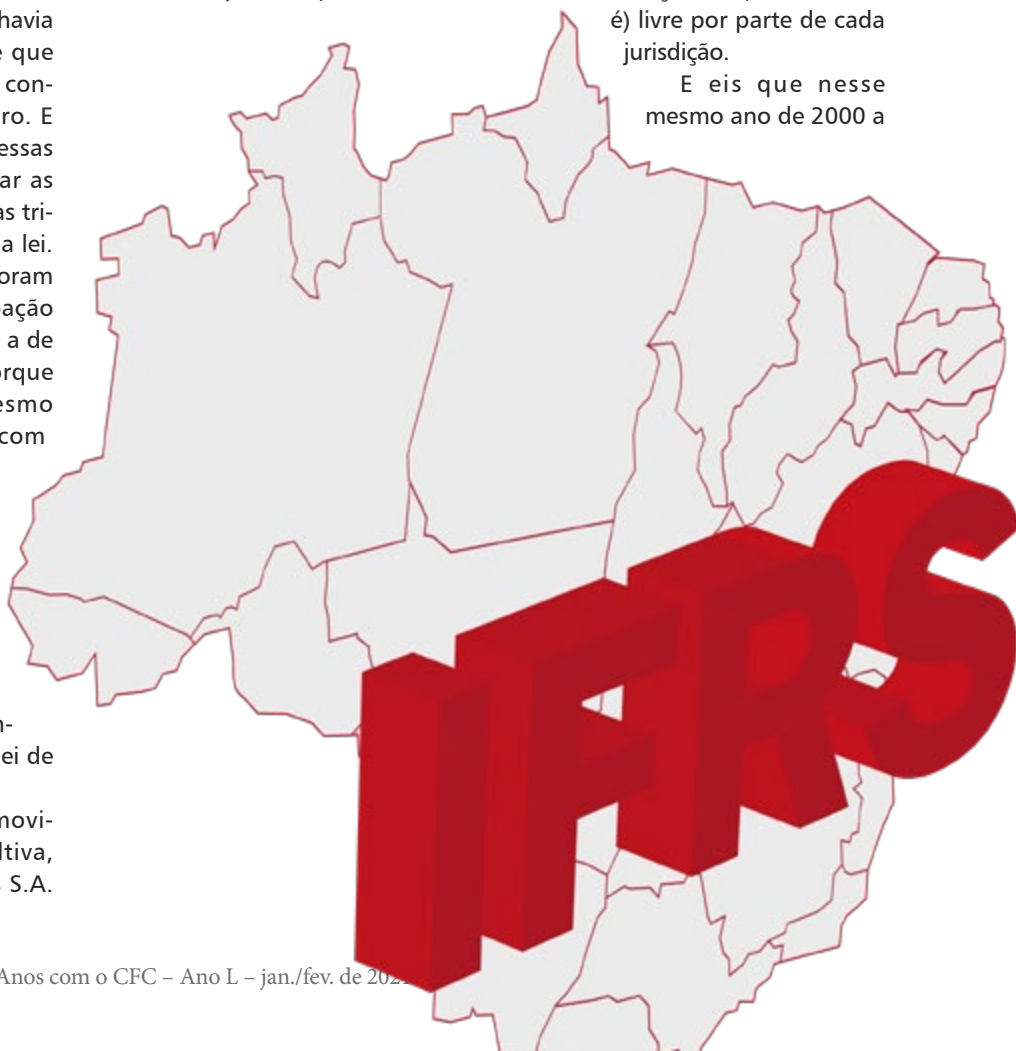 havia
e que
con-
ro. E
essas
ar as
as tri-
a lei.
oram
ação
a de
orque
esmo
com
n-
ei de
movi-
ltiva,
S.A.
é) livre por parte de cada
jurisdição.
E eis que nesse
mesmo ano de 2000 a
IFRS
Anos com o CFC – Ano L – jan./fev. de 2021